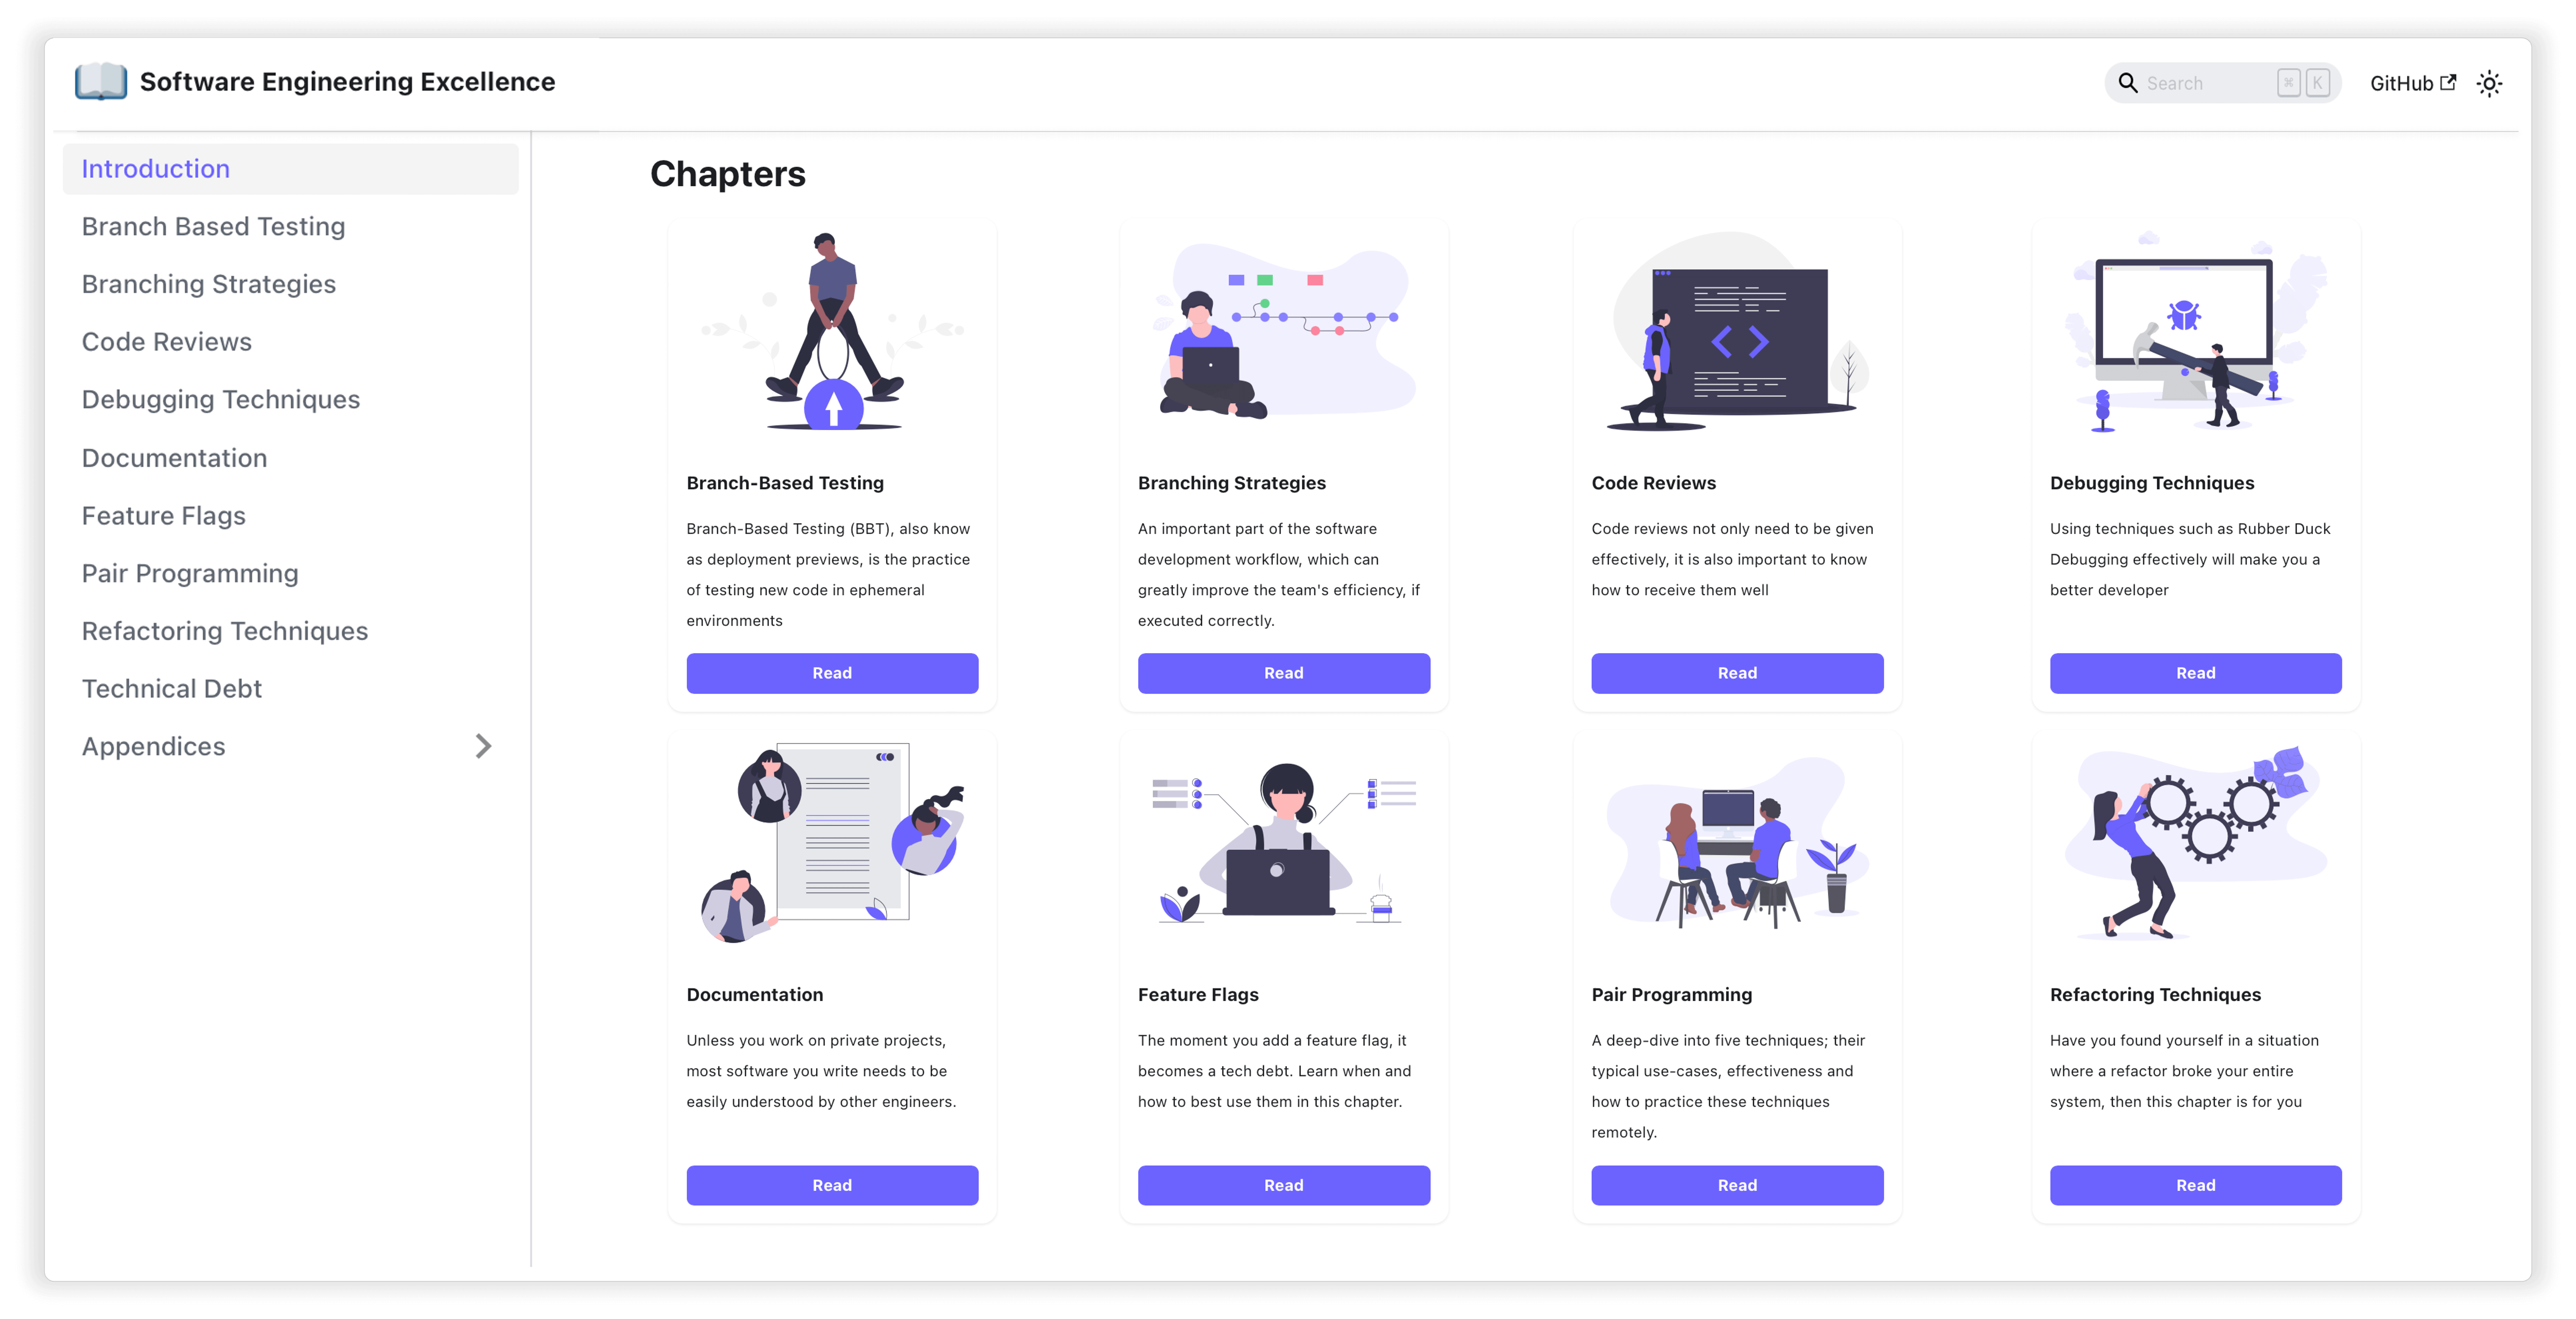 Software Engineering Excellence
Search
⌘ K
GitHub
Introduction
Branch Based Testing
Branching Strategies
Code Reviews
Debugging Techniques
Documentation
Feature Flags
Pair Programming
Refactoring Techniques
Technical Debt
Appendices
Chapters
Branch-Based Testing
Branch-Based Testing (BBT), also know
as deployment previews, is the practice
of testing new code in ephemeral
environments
Read
Branching Strategies
An important part of the software
development workflow, which can
greatly improve the team's efficiency, if
executed correctly.
Read
Code Reviews
Code reviews not only need to be given
effectively, it is also important to know
how to receive them well
Read
Debugging Techniques
Using techniques such as Rubber Duck
Debugging effectively will make you a
better developer
Read
Documentation
Unless you work on private projects,
most software you write needs to be
easily understood by other engineers.
Read
Feature Flags
The moment you add a feature flag, it
becomes a tech debt. Learn when and
how to best use them in this chapter.
Read
Pair Programming
A deep-dive into five techniques; their
typical use-cases, effectiveness and
how to practice these techniques
remotely.
Read
Refactoring Techniques
Have you found yourself in a situation
where a refactor broke your entire
system, then this chapter is for you
Read